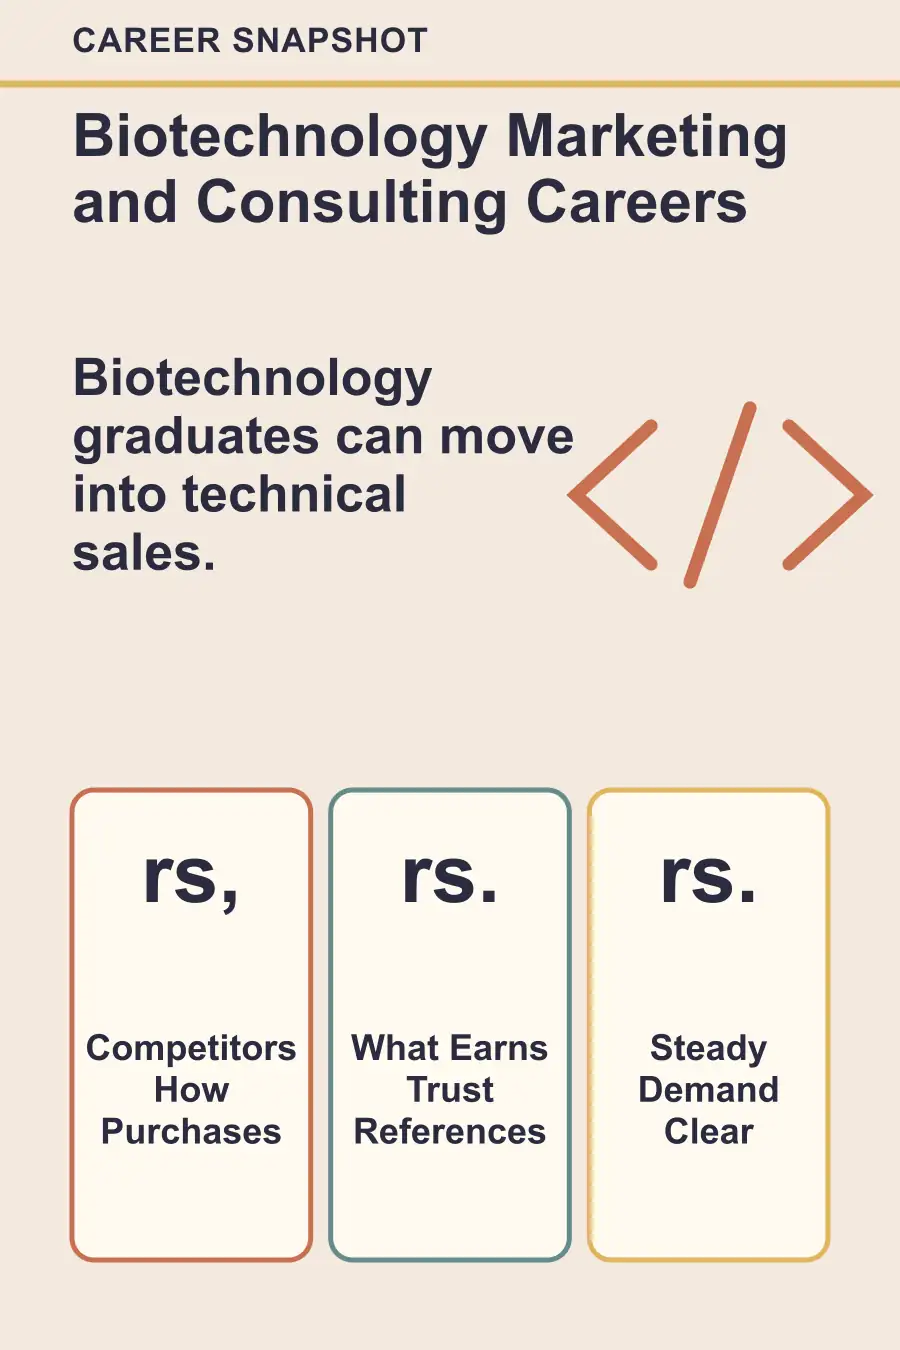 CAREER SNAPSHOT
Biotechnology Marketing
and Consulting Careers
Biotechnology
graduates can move
into technical
sales.
</>
rs,
Competitors
How
Purchases
rs.
What Earns
Trust
References
rs.
Steady
Demand
Clear